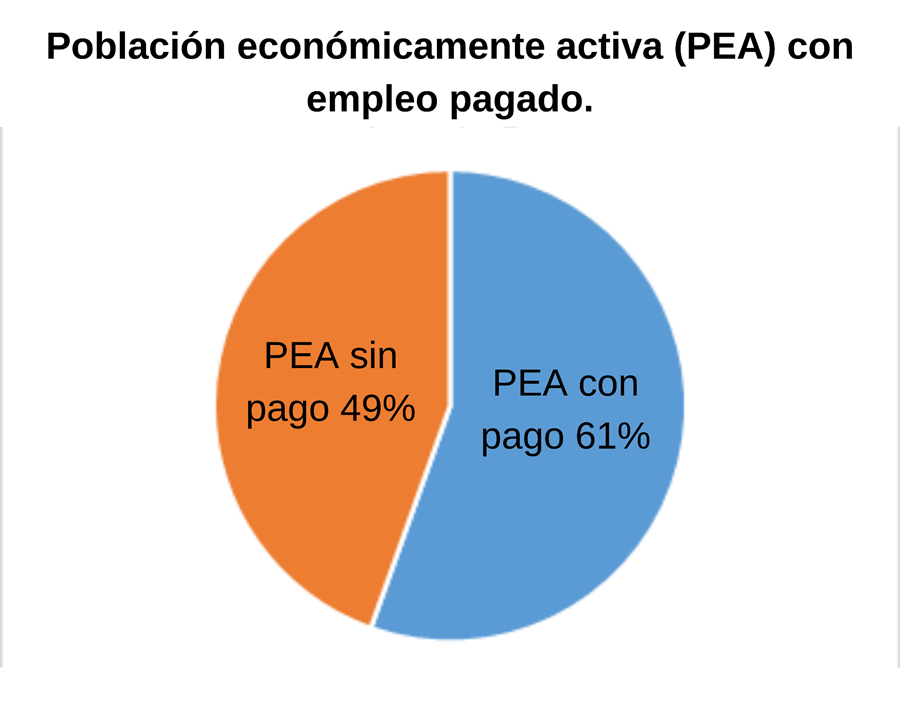 Población económicamente activa (PEA) con
empleo pagado.
PEA sin
pago 49%
PEA con
pago 61%